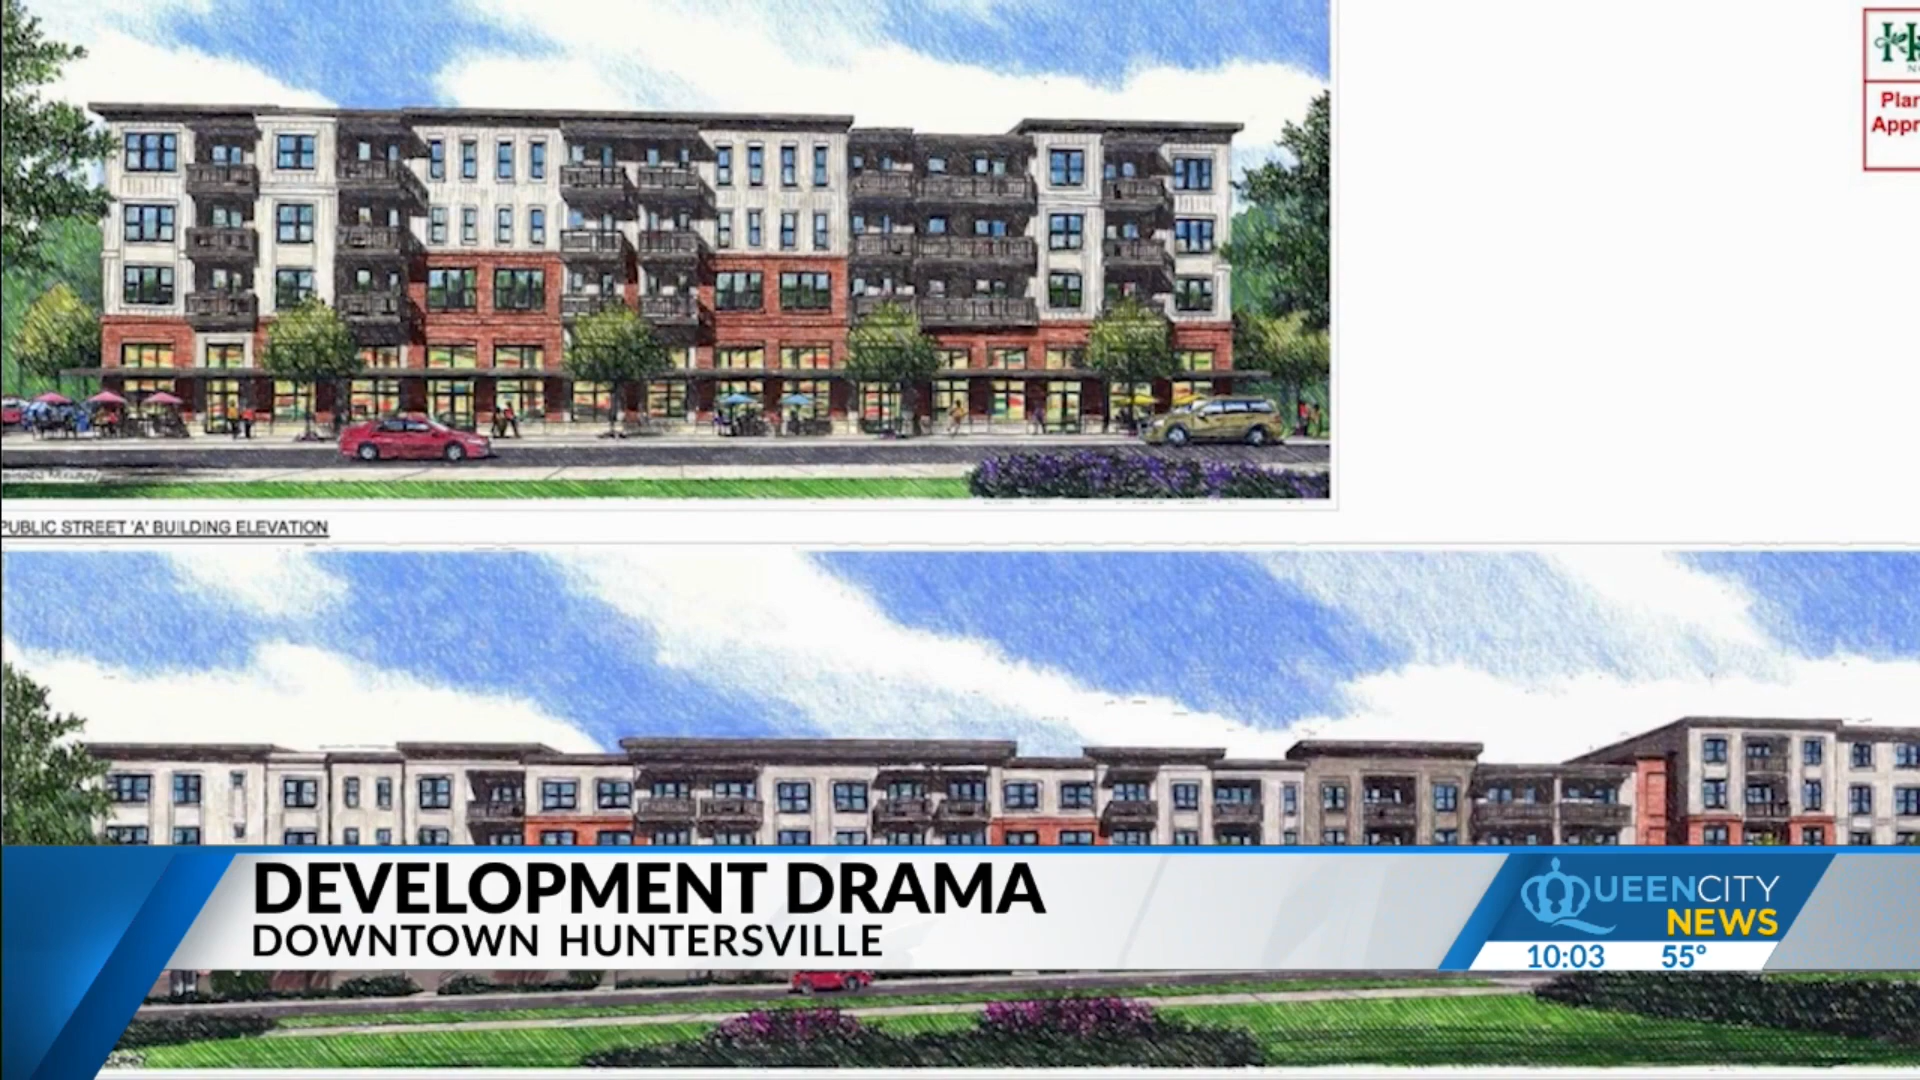 Plan
Appr
PUBLIC STREET 'A' BUILDING ELEVATION
DEVELOPMENT DRAMA
DOWNTOWN HUNTERSVILLE
QUEENCITY
NEWS
10:03 55°